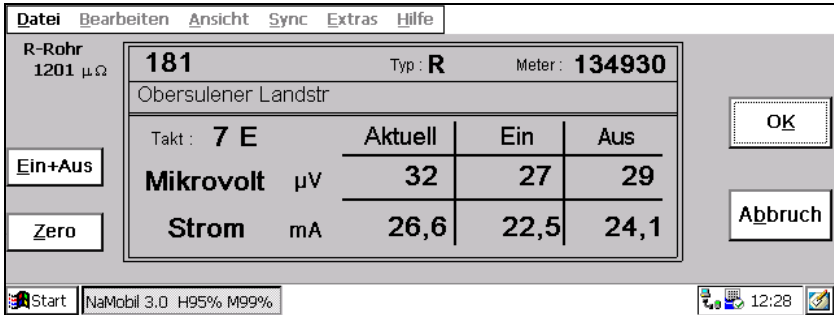 Datei Bearbeiten Ansicht Sync Extras Hilfe
R-Rohr
1201 µΩ
181 Typ : R Meter : 134930
Obersulener Landstr
Takt : 7 E Aktuell Ein Aus
Mikrovolt µV 32 27 29
Strom mA 26,6 22,5 24,1
Ein+Aus
Zero
OK
Abbruch
Start NaMobil 3.0 H95% M99% 12:28